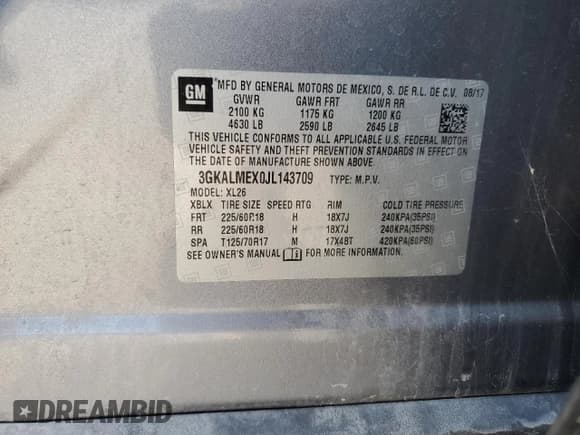 GM
*MFD BY GENERAL MOTORS DE MEXICO, S. DE R.L. DE C.V. 08/17
GVWR GAWR FRT GAWR RR
2100 KG 1175 KG 1200 KG
4630 LB 2590 LB 2645 LB
THIS VEHICLE CONFORMS TO ALL APPLICABLE U.S. FEDERAL MOTOR
VEHICLE SAFETY AND THEFT PREVENTION STANDARDS IN EFFECT ON
THE DATE OF MANUFACTURE SHOWN ABOVE.
3GKALMEX0JL143709 TYPE: M.P.V.
MODEL: XL26
XBLX TIRE SIZE SPEED RTG RIM COLD TIRE PRESSURE
FRT 225/60R18 H 18X7J 240KPA(35PSI)
RR 225/60R18 H 18X7J 240KPA(35PSI)
SPA T125/70R17 M 17X4BT 420KPA(60PSI)
SEE OWNER'S MANUAL FOR MORE INFORMATION.
DREAMBID